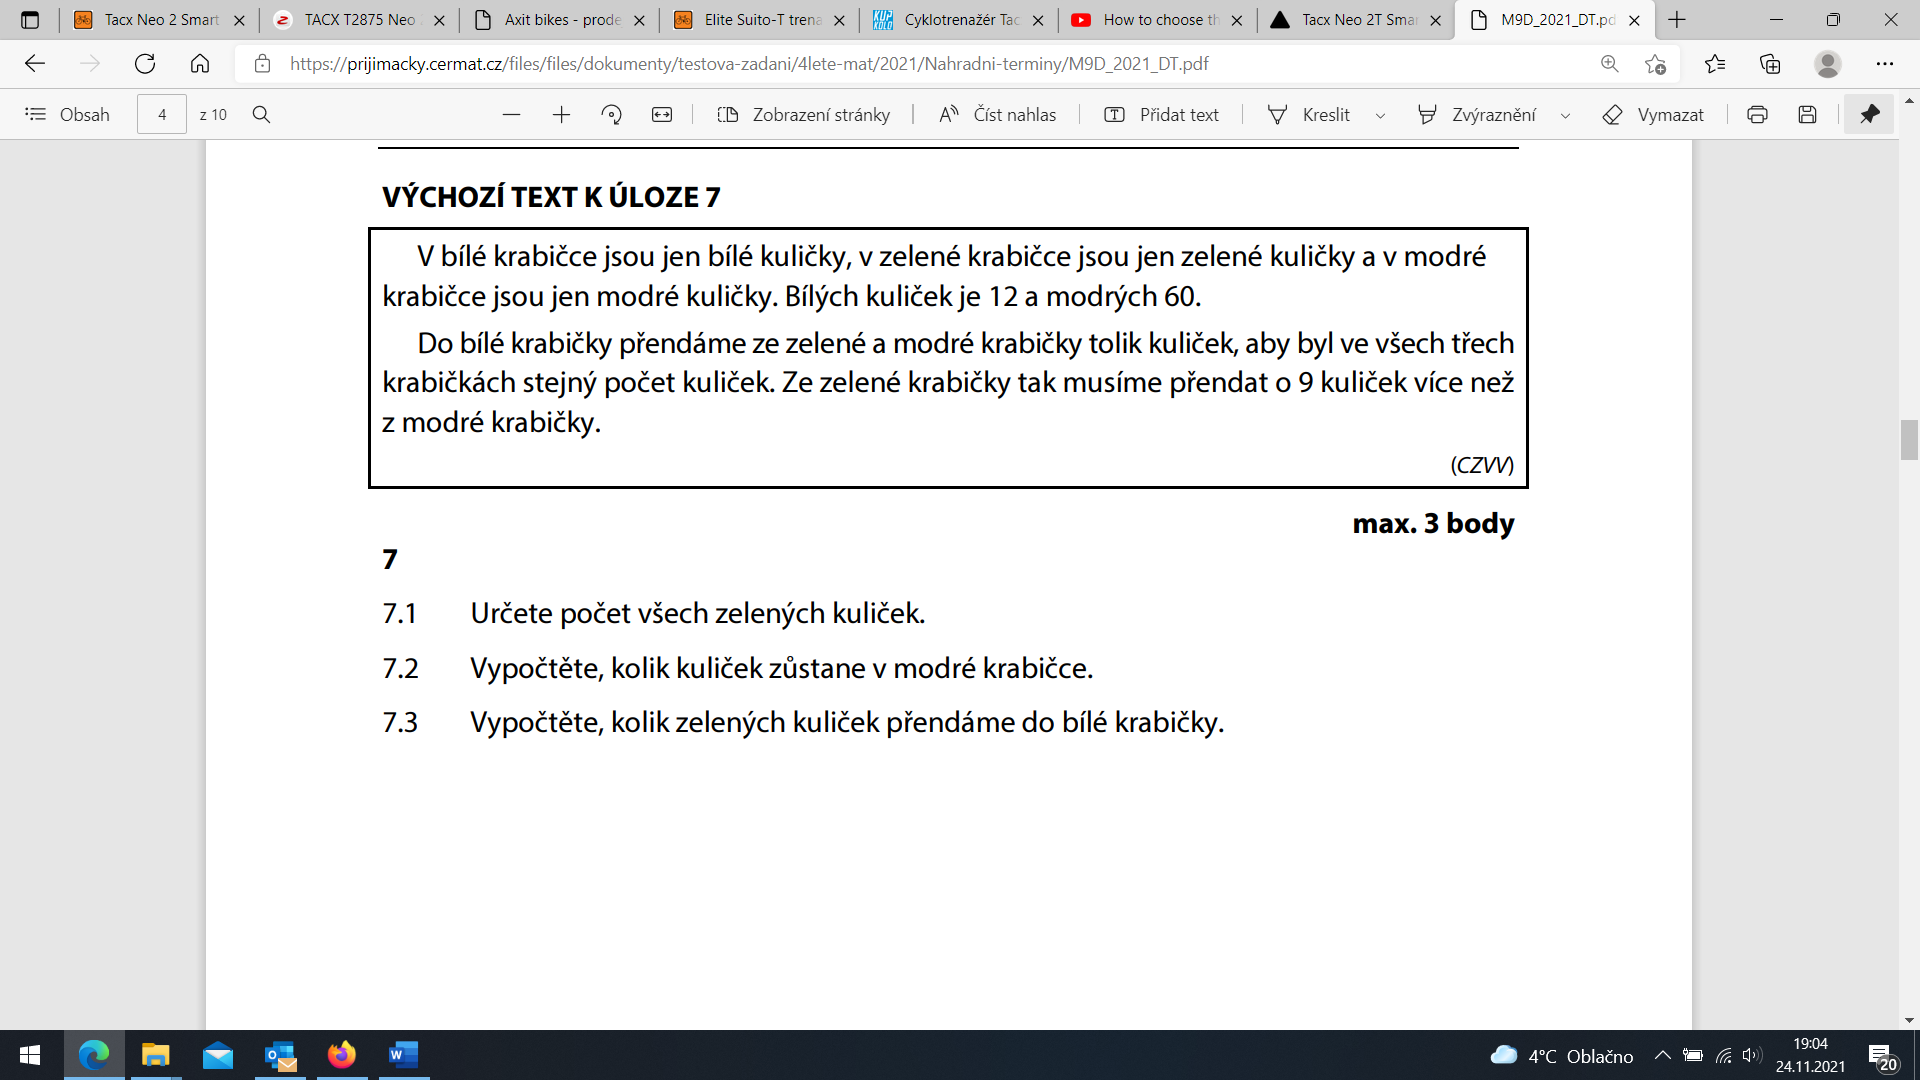 Tacx Neo 2 Smart
TACX T2875 Neo 2
Axit bikes - prode
Elite Suito-T trena
KUP KOLO
Cyklotrenažér Tac
How to choose th
Tacx Neo 2T Smar
M9D_2021_DT.pd
https://prijimacky.cermat.cz/files/files/dokumenty/testova-zadani/4lete-mat/2021/Nahradni-terminy/M9D_2021_DT.pdf
Obsah
4
z 10
Zobrazení stránky
Číst nahlas
Přidat text
Kreslit
Zvýraznění
Vymazat
VÝCHOZÍ TEXT K ÚLOZE 7
V bílé krabičce jsou jen bílé kuličky, v zelené krabičce jsou jen zelené kuličky a v modré
krabičce jsou jen modré kuličky. Bílých kuliček je 12 a modrých 60.
Do bílé krabičky přendáme ze zelené a modré krabičky tolik kuliček, aby byl ve všech třech
krabičkách stejný počet kuliček. Ze zelené krabičky tak musíme přendat o 9 kuliček více než
z modré krabičky.
(CZVV)
max. 3 body
7
7.1 Určete počet všech zelených kuliček.
7.2 Vypočtěte, kolik kuliček zůstane v modré krabičce.
7.3 Vypočtěte, kolik zelených kuliček přendáme do bílé krabičky.
4°C Oblačno
19:04
24.11.2021
20